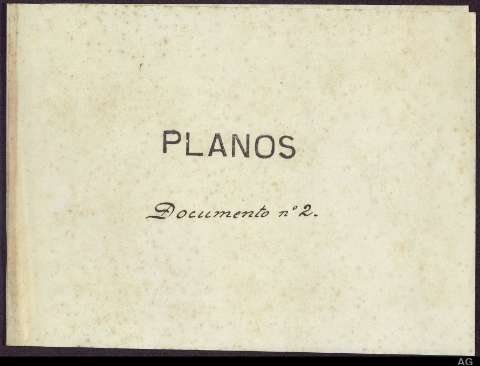 PLANOS
Documento nº 2.
AG